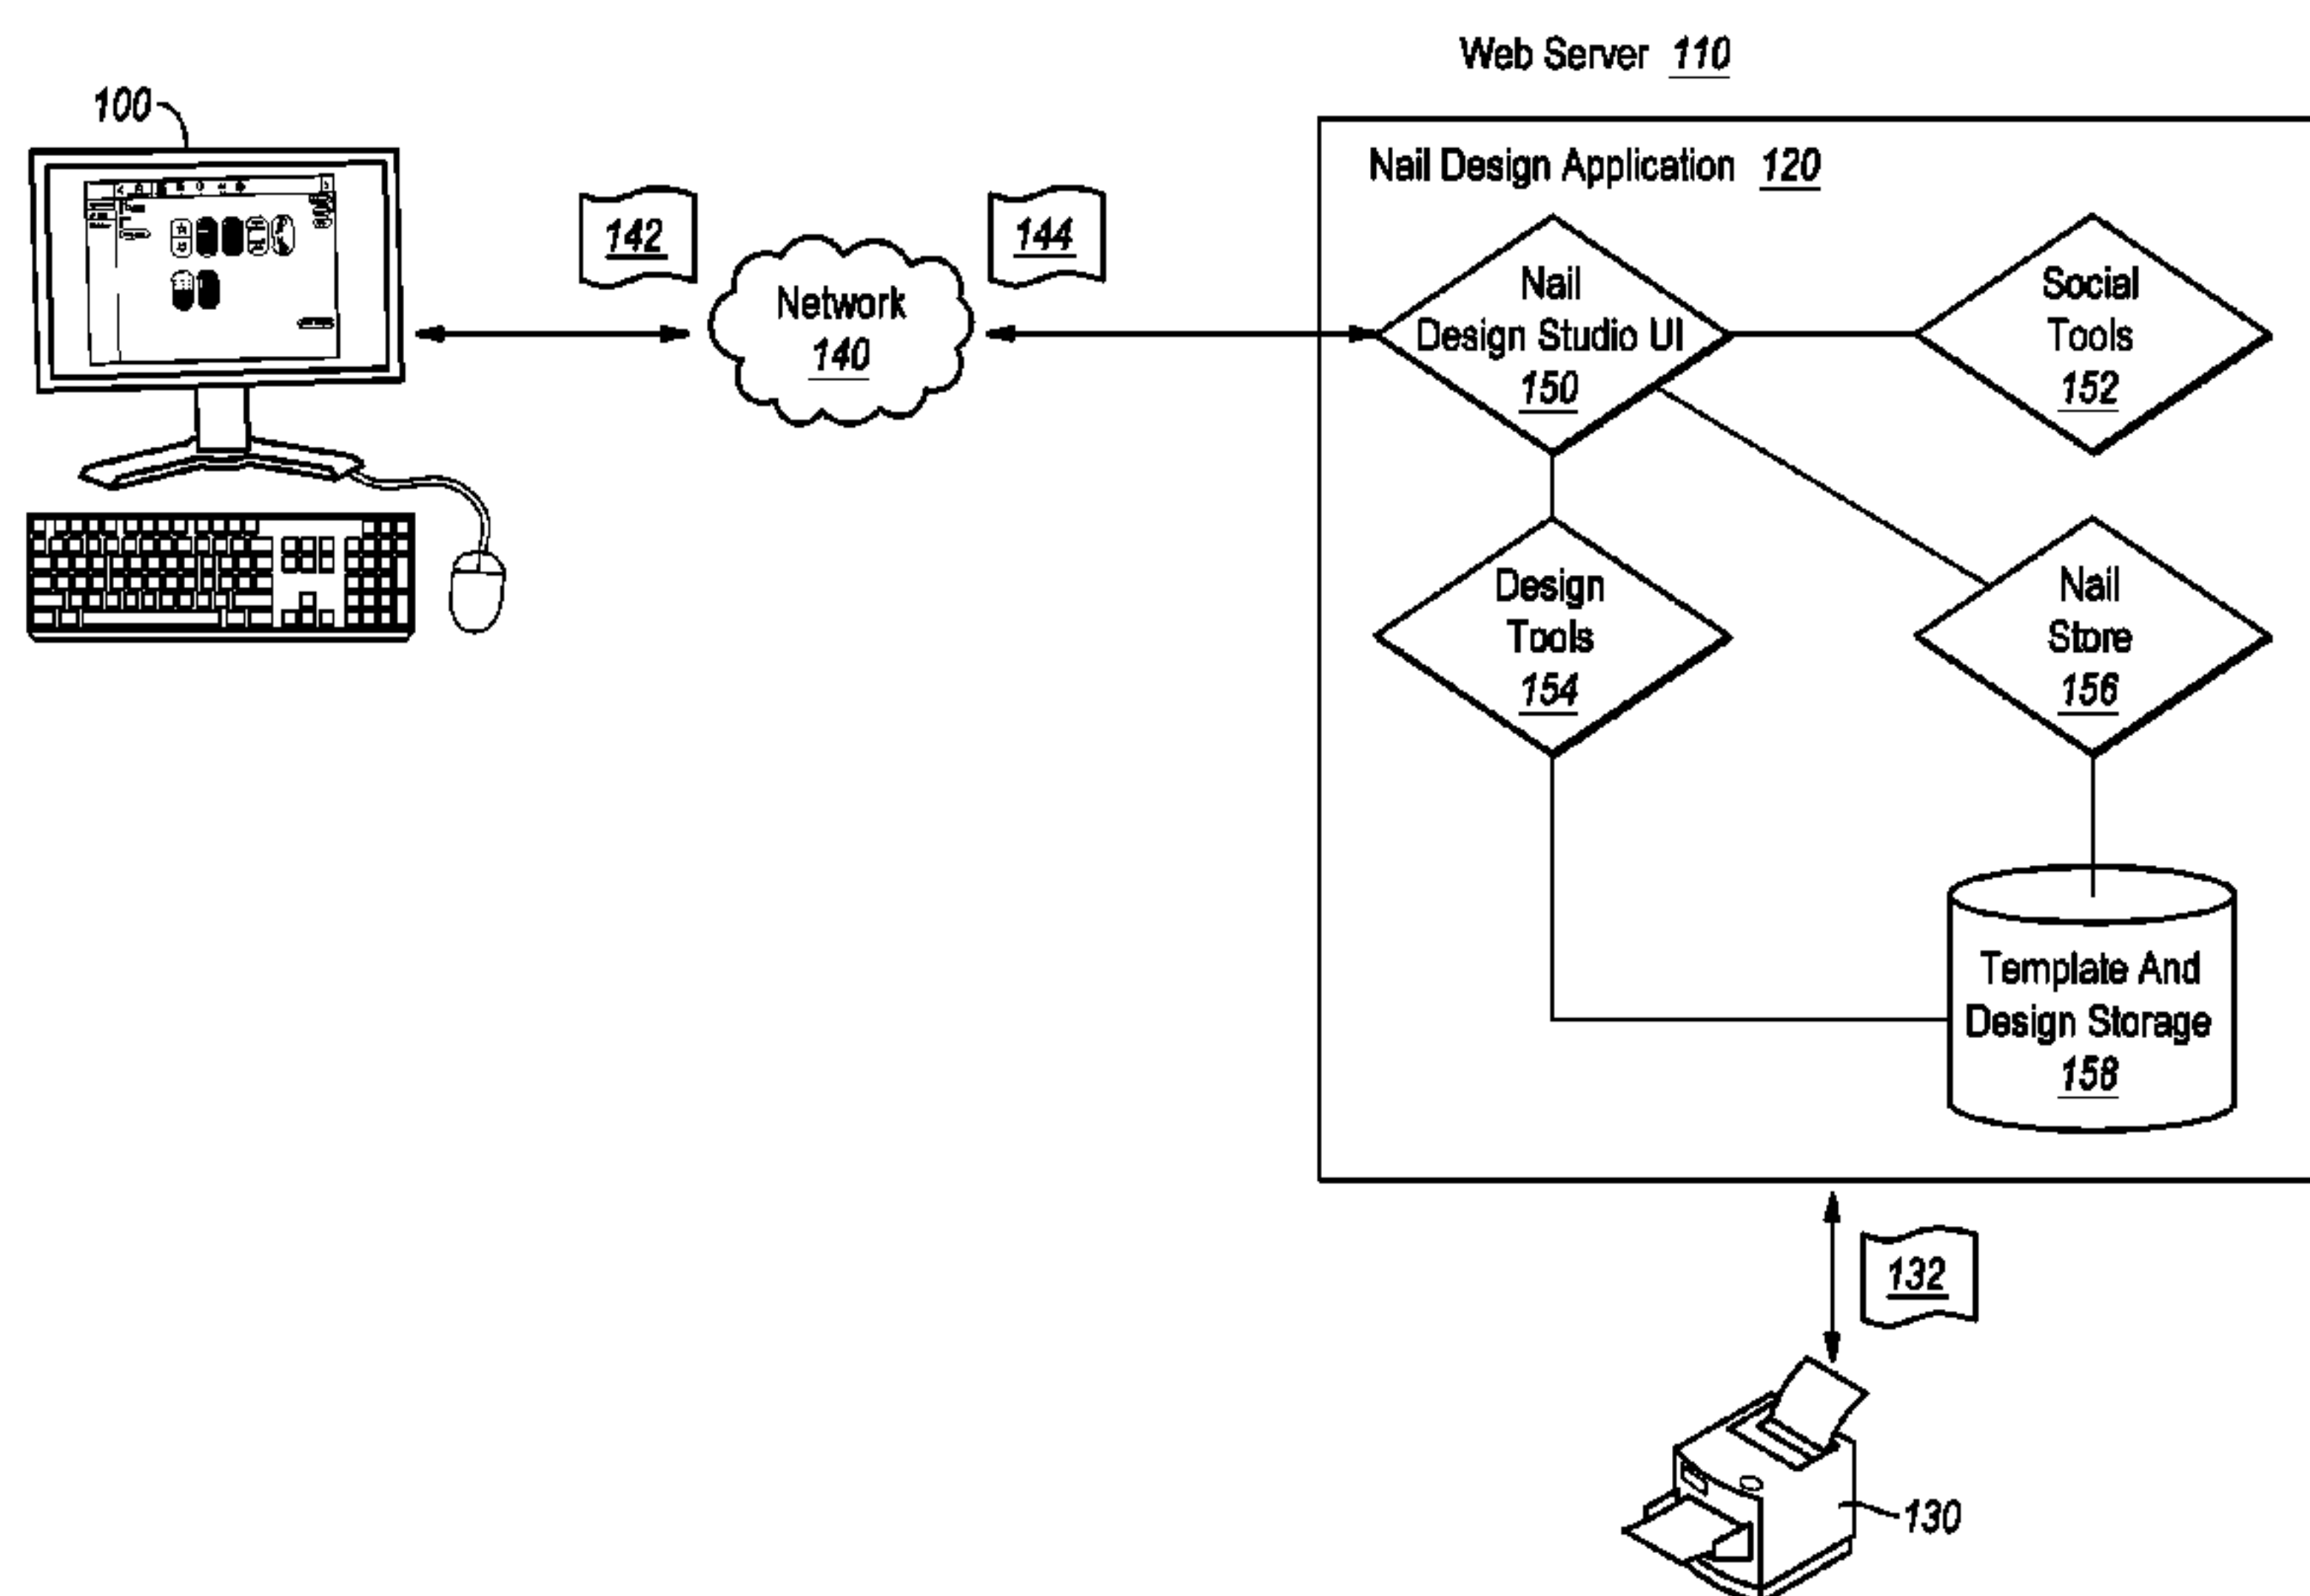 Web Server 110
100
Nail Design Application 120
142
144
Network
140
Nail
Design Studio UI
150
Social
Tools
152
Design
Tools
154
Nail
Store
156
Template And
Design Storage
158
132
130